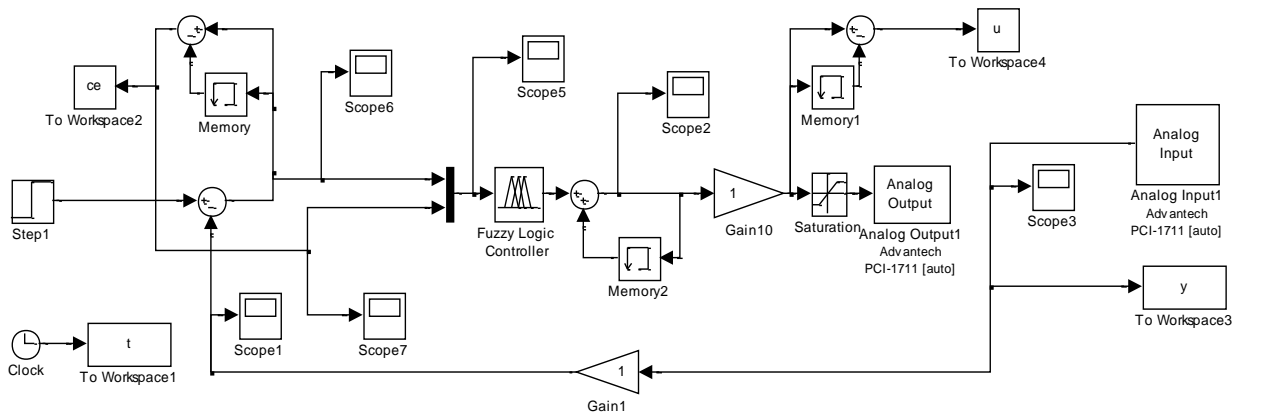 u
To Workspace4
ce
To Workspace2
Memory
Scope6
Scope5
Scope2
Memory1
Analog
Input
Analog Input1
Advantech
PCI-1711 [auto]
Step1
Fuzzy Logic
Controller
1
Gain10
Saturation
Analog
Output
Analog Output1
Advantech
PCI-1711 [auto]
Scope3
Memory2
y
To Workspace3
Scope1
Scope7
Clock
t
To Workspace1
1
Gain1